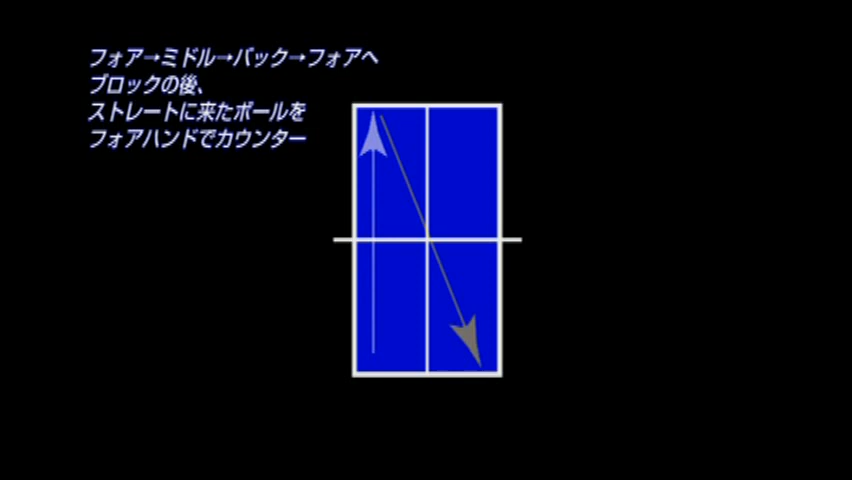 フォア→ミドル→バック→フォアへ
ブロックの後、
ストレートに来たボールを
フォアハンドでカウンター